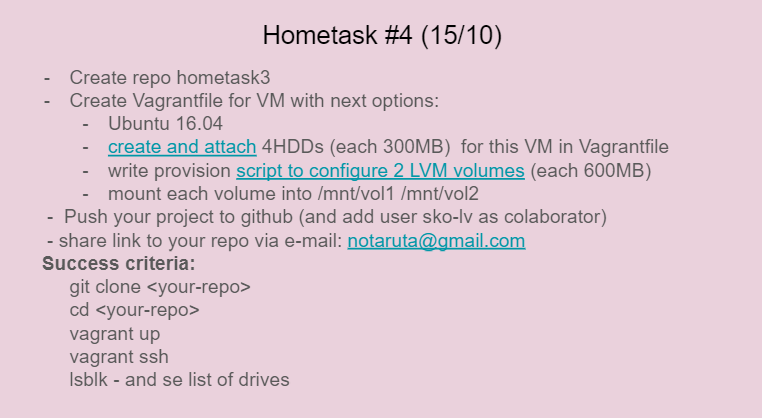 Hometask #4 (15/10)
- Create repo hometask3
- Create Vagrantfile for VM with next options:
- Ubuntu 16.04
- create and attach 4HDDs (each 300MB) for this VM in Vagrantfile
- write provision script to configure 2 LVM volumes (each 600MB)
- mount each volume into /mnt/vol1 /mnt/vol2
- Push your project to github (and add user sko-lv as colaborator)
- share link to your repo via e-mail: notaruta@gmail.com
Success criteria:
git clone <your-repo>
cd <your-repo>
vagrant up
vagrant ssh
lsblk - and se list of drives